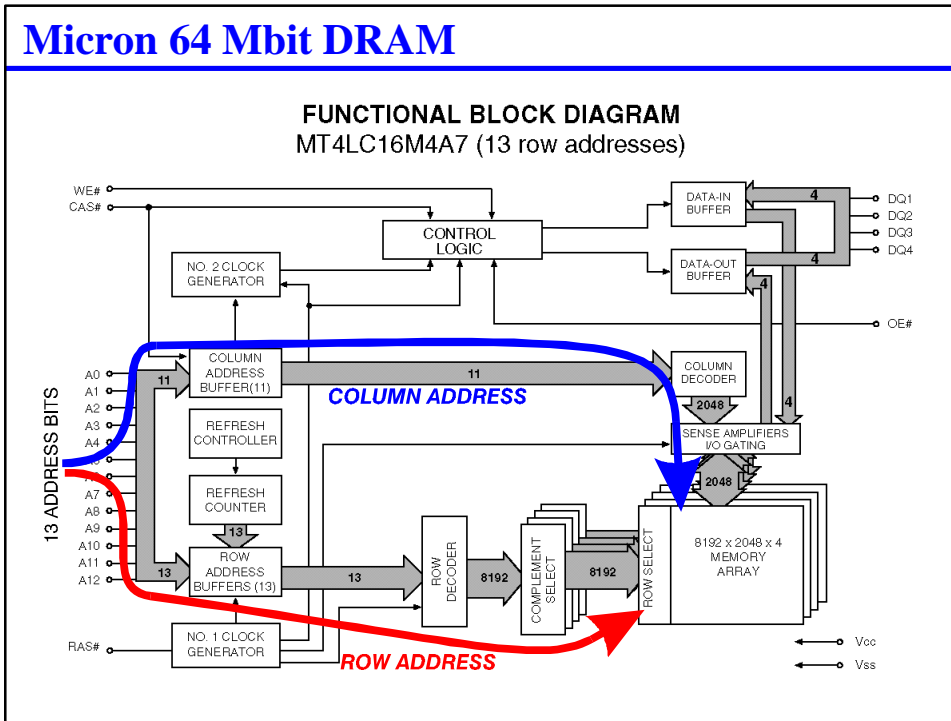 Micron 64 Mbit DRAM
FUNCTIONAL BLOCK DIAGRAM
MT4LC16M4A7 (13 row addresses)
WE#
CAS#
CONTROL
LOGIC
DATA-IN
BUFFER
4
DQ1
DQ2
DQ3
DQ4
NO. 2 CLOCK
GENERATOR
DATA-OUT
BUFFER
4
4
OE#
COLUMN
ADDRESS
BUFFER(11)
11
11
COLUMN ADDRESS
COLUMN
DECODER
2048
4
13 ADDRESS BITS
A0
A1
A2
A3
A4
A7
A8
A9
A10
A11
A12
REFRESH
CONTROLLER
SENSE AMPLIFIERS
I/O GATING
2048
REFRESH
COUNTER
13
13
ROW
ADDRESS
BUFFERS (13)
13
ROW
DECODER
8192
COMPLEMENT
SELECT
8192
ROW SELECT
8192 x 2048 x 4
MEMORY
ARRAY
RAS#
NO. 1 CLOCK
GENERATOR
ROW ADDRESS
Vcc
Vss